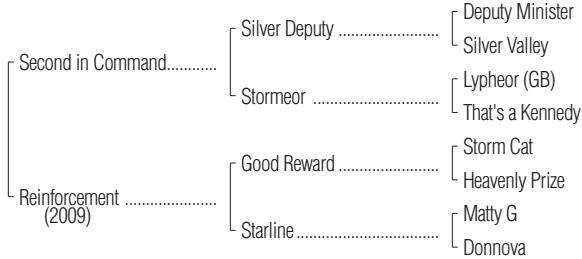 Deputy Minister
Silver Deputy ..........................
Silver Valley
Second in Command............
Lypheor (GB)
Stormeor ................................
That's a Kennedy
Storm Cat
Good Reward ..........................
Heavenly Prize
Reinforcement ......................
(2009)
Matty G
Starline....................................
Donnova